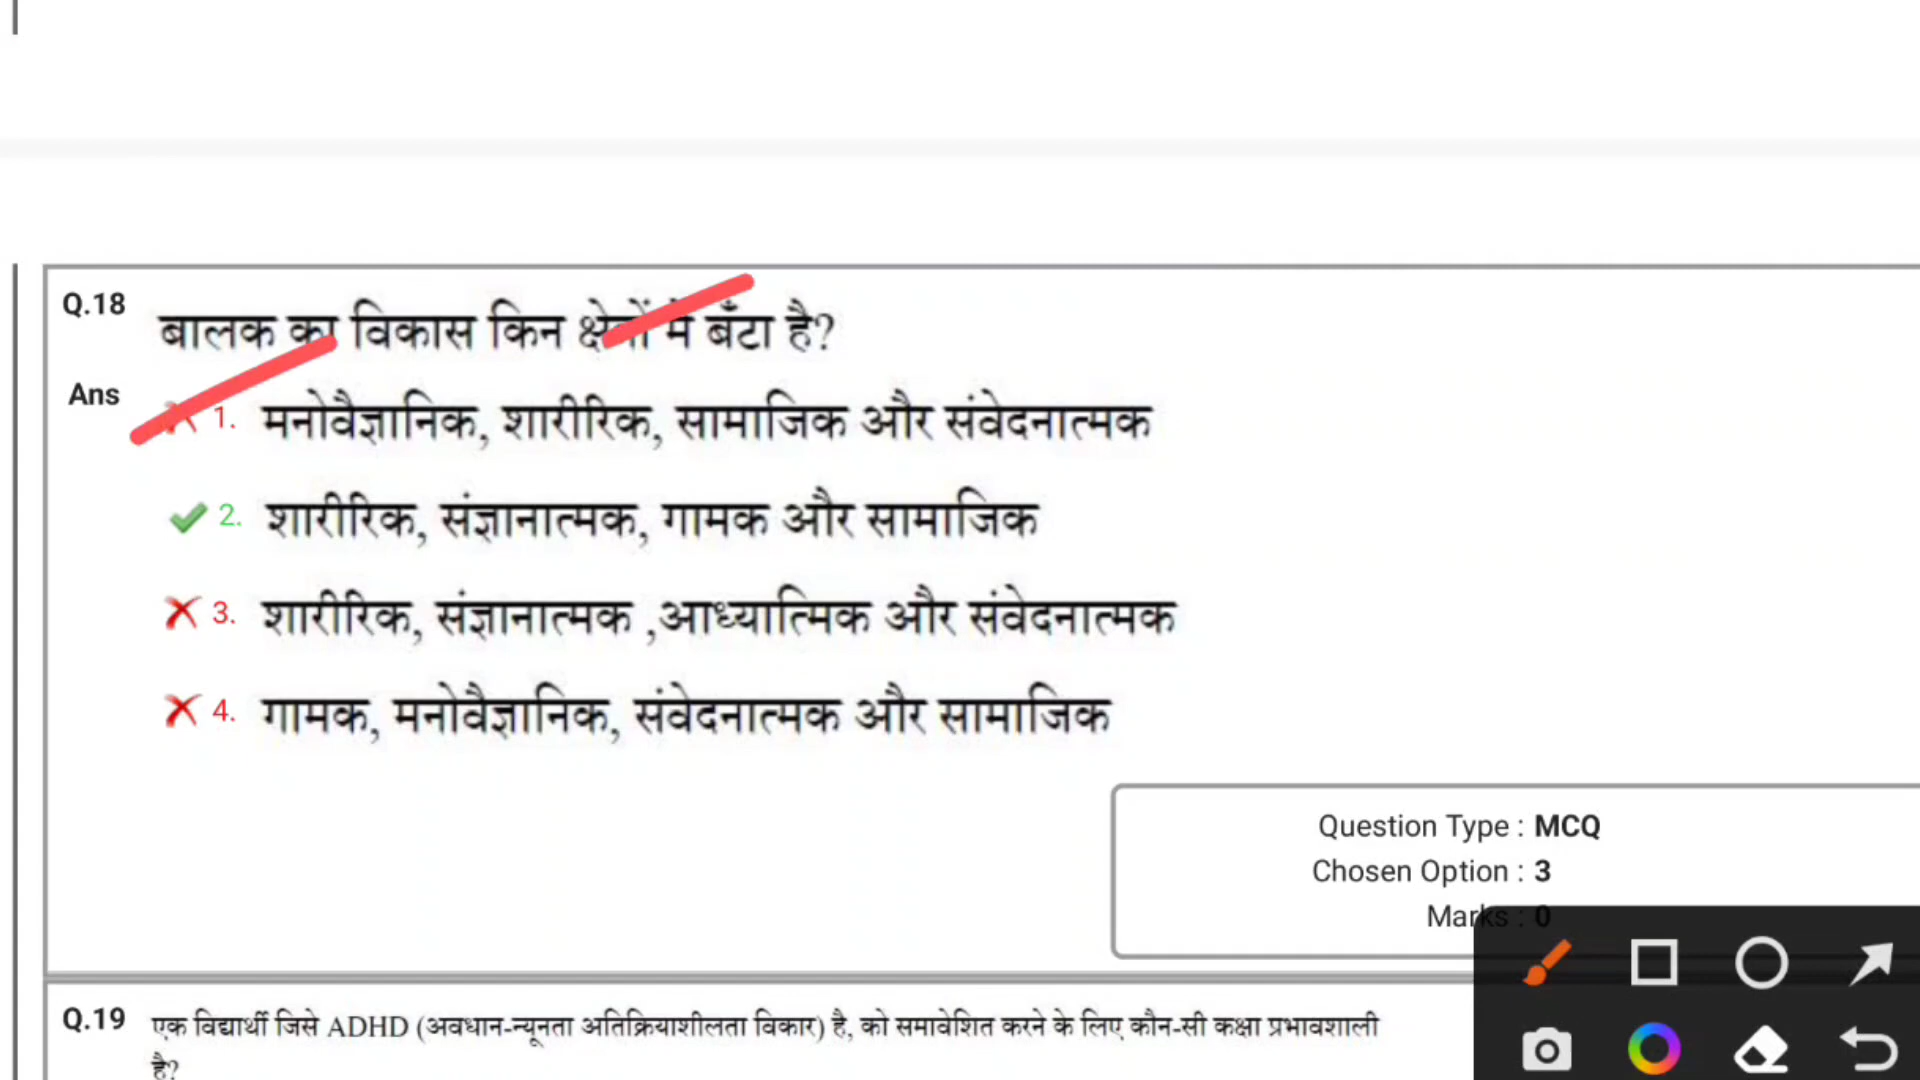 Q.18 बालक का विकास किन क्षेत्रों में बँटा है?
Ans 1. मनोवैज्ञानिक, शारीरिक, सामाजिक और संवेदनात्मक
2. शारीरिक, संज्ञानात्मक, गामक और सामाजिक
3. शारीरिक, संज्ञानात्मक ,आध्यात्मिक और संवेदनात्मक
4. गामक, मनोवैज्ञानिक, संवेदनात्मक और सामाजिक
Question Type : MCQ
Chosen Option : 3
Marks : 0
Q.19 एक विद्यार्थी जिसे ADHD (अवधान-न्यूनता अतिक्रियाशीलता विकार) है, को समावेशित करने के लिए कौन-सी कक्षा प्रभावशाली
है?